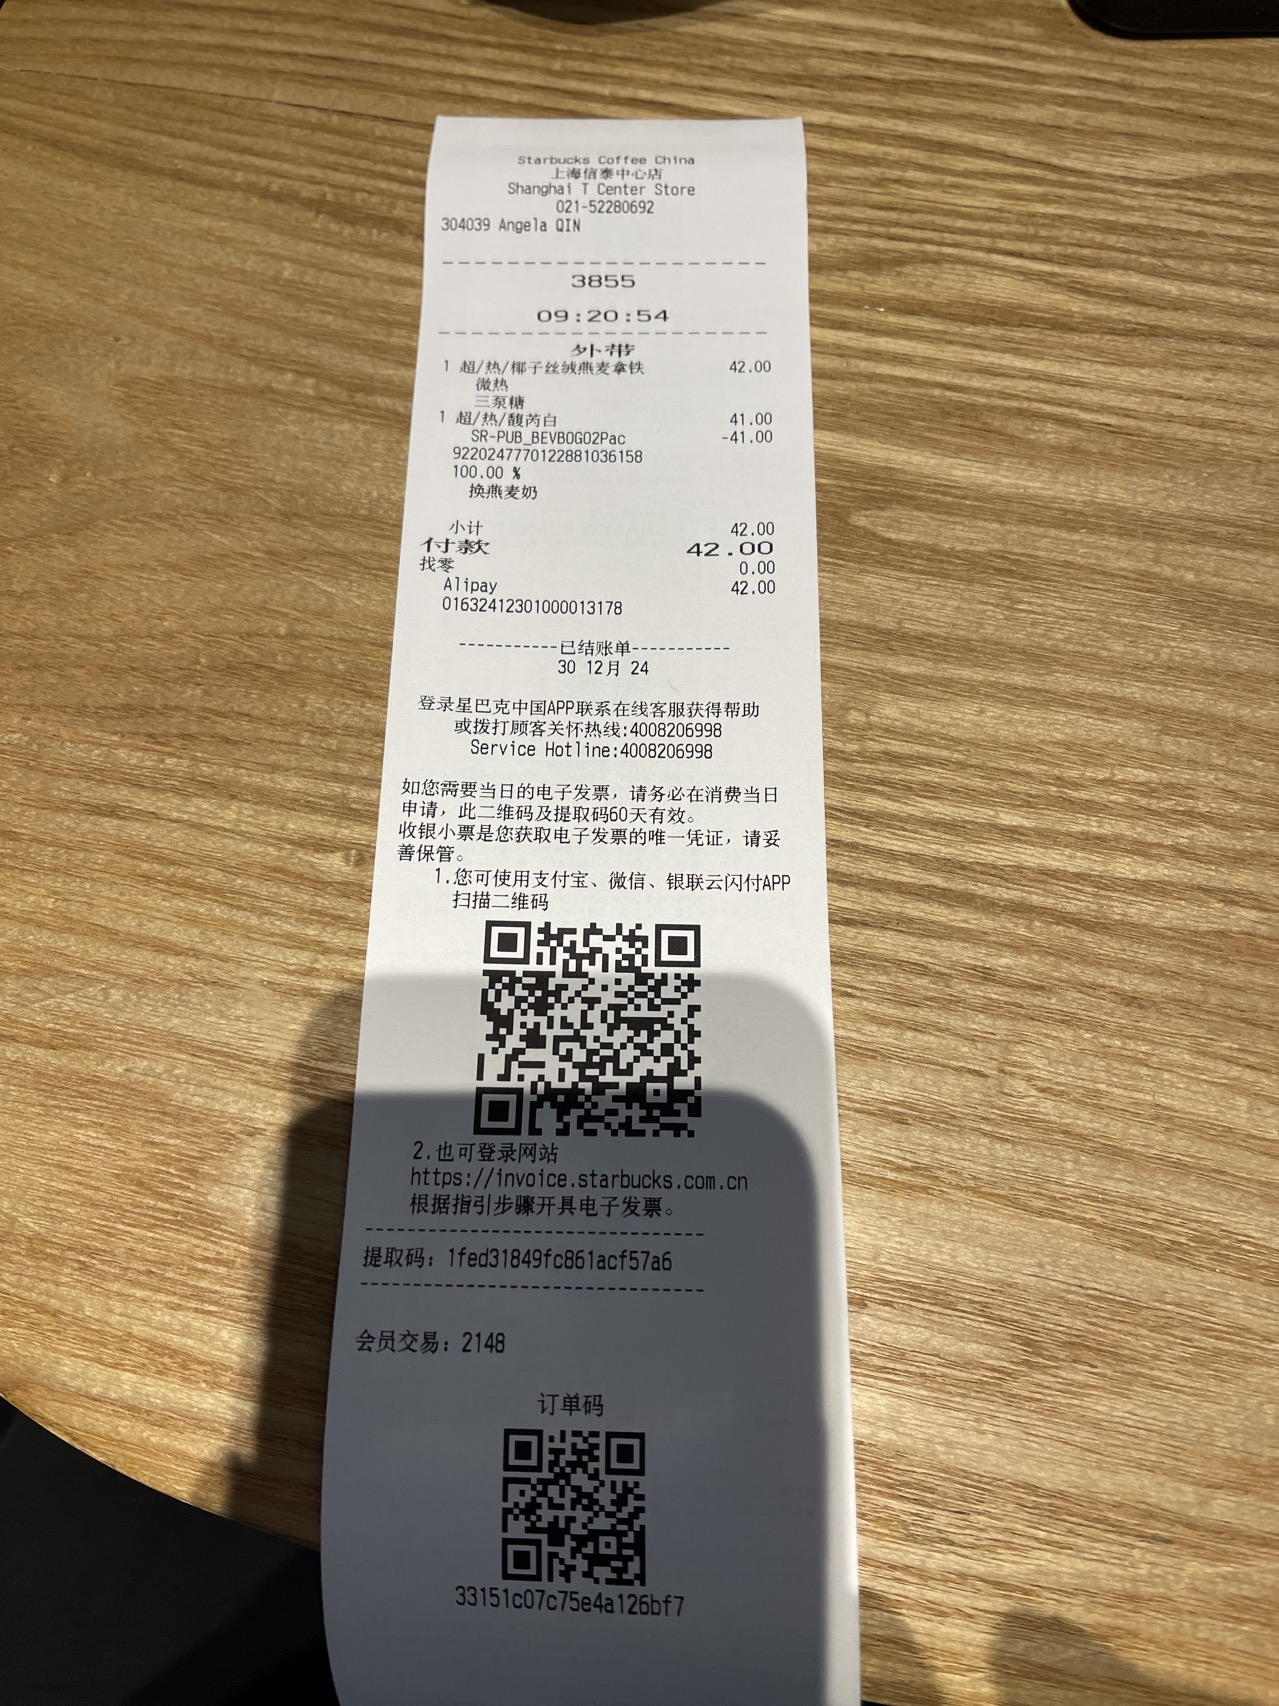 Starbucks Coffee China
上海信泰中心店
Shanghai T Center Store
021-52280692
304039 Angela QIN
3855
09:20:54
外带
1 超/热/椰子丝绒燕麦拿铁 42.00
微热
三泵糖
1 超/热/馥芮白 41.00
SR-PUB_BEVBOGO2Pac -41.00
9220247770122881036158
100.00 %
换燕麦奶
小计 42.00
付款 42.00
找零 0.00
Alipay 42.00
01632412301000013178
-----------已结账单-----------
30 12月 24
登录星巴克中国APP联系在线客服获得帮助
或拨打顾客关怀热线:4008206998
Service Hotline:4008206998
如您需要当日的电子发票，请务必在消费当日
申请，此二维码及提取码60天有效。
收银小票是您获取电子发票的唯一凭证，请妥
善保管。
1.您可使用支付宝、微信、银联云闪付APP
扫描二维码
2.也可登录网站
https://invoice.starbucks.com.cn
根据指引步骤开具电子发票。
提取码：1fed31849fc861acf57a6
会员交易：2148
订单码
33151c07c75e4a126bf7